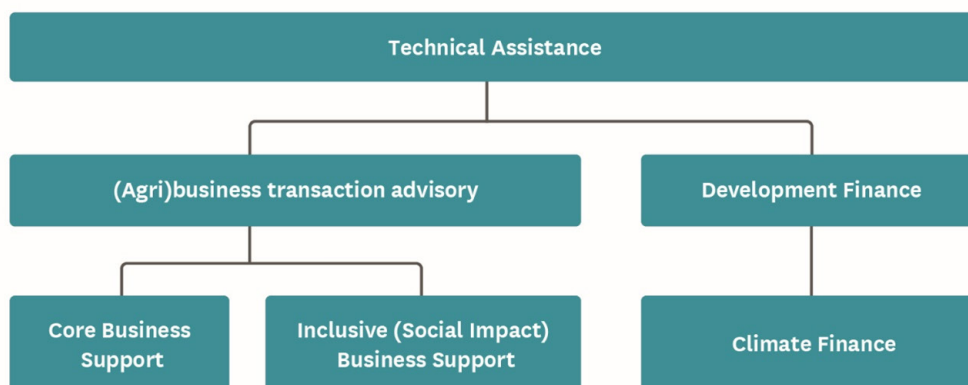 Technical Assistance
(Agri)business transaction advisory
Development Finance
Core Business
Support
Inclusive (Social Impact)
Business Support
Climate Finance